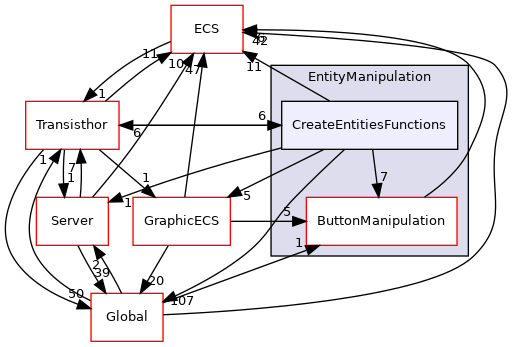 ECS
6
42
11
10
47
11
EntityManipulation
1
Transisthor
6
6
CreateEntitiesFunctions
1
7
1
1
7
1
5
Server
GraphicECS
5
ButtonManipulation
1
2
39
20
50
107
Global